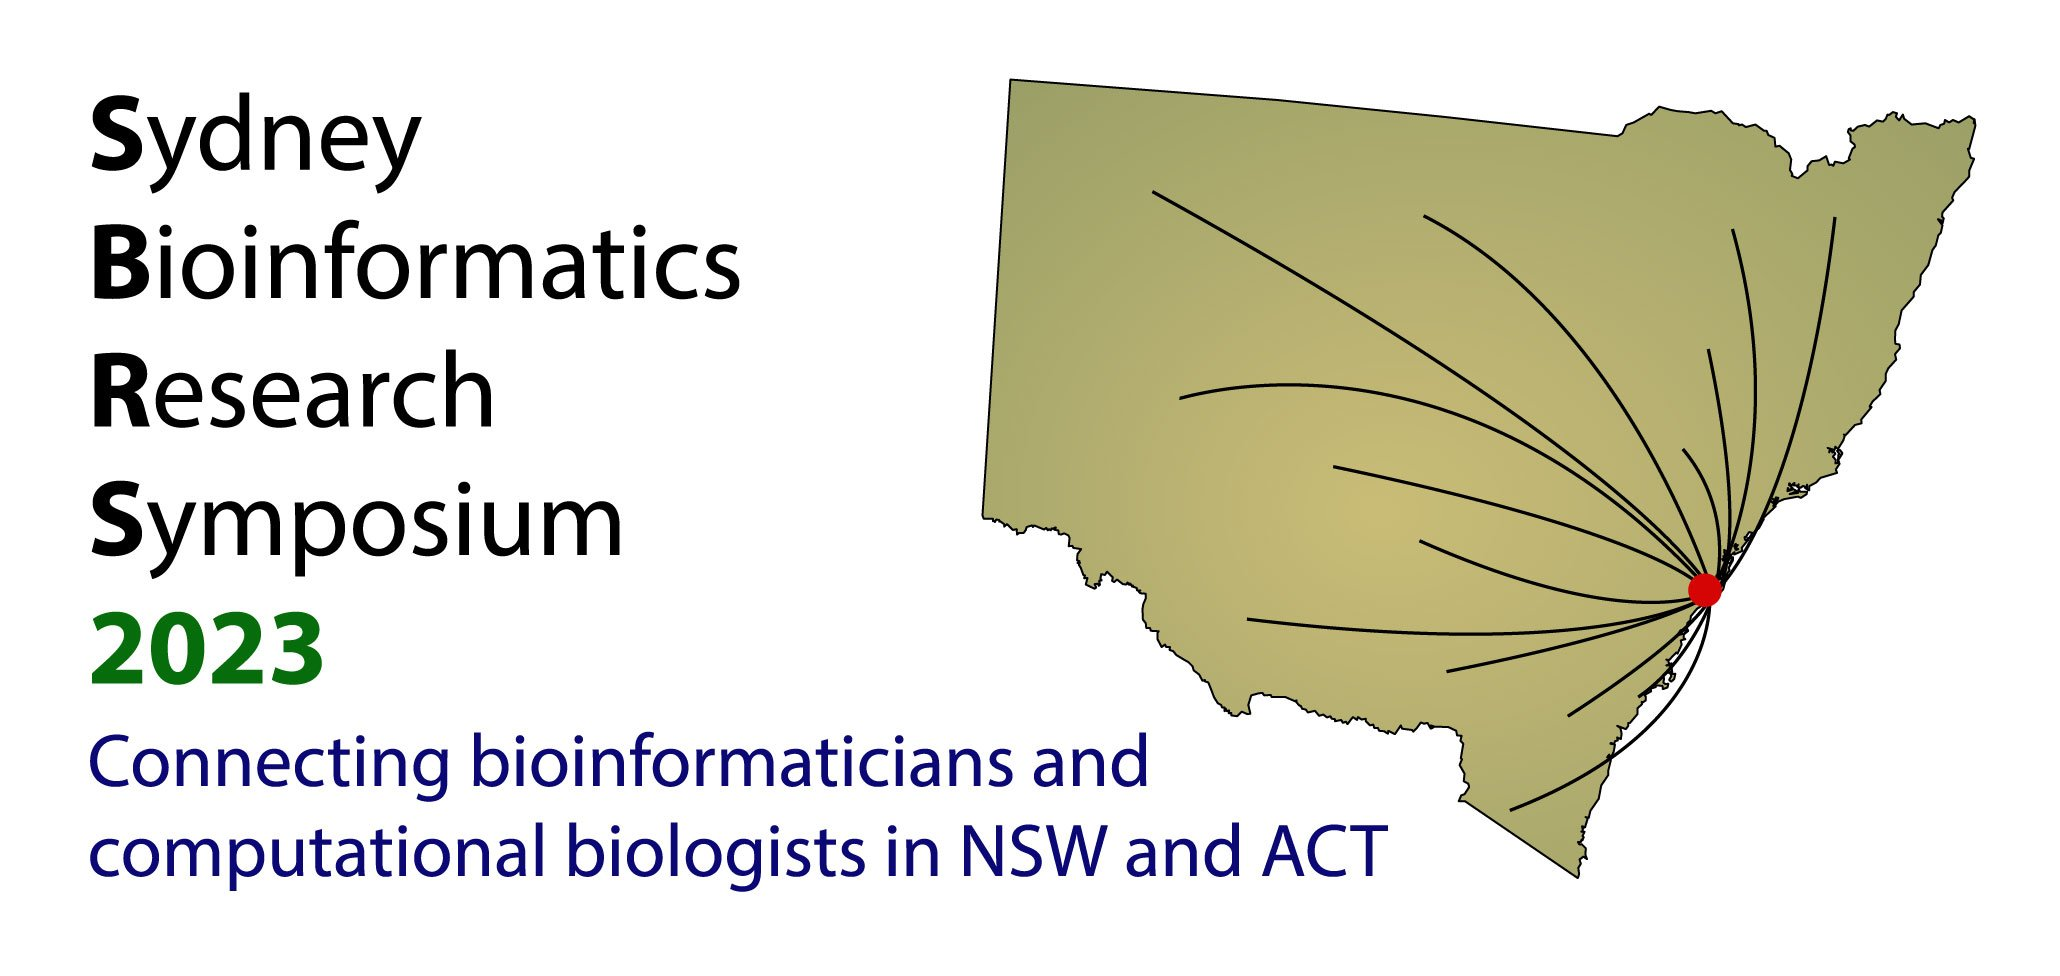 Sydney
Bioinformatics
Research
Symposium
2023
Connecting bioinformaticians and
computational biologists in NSW and ACT